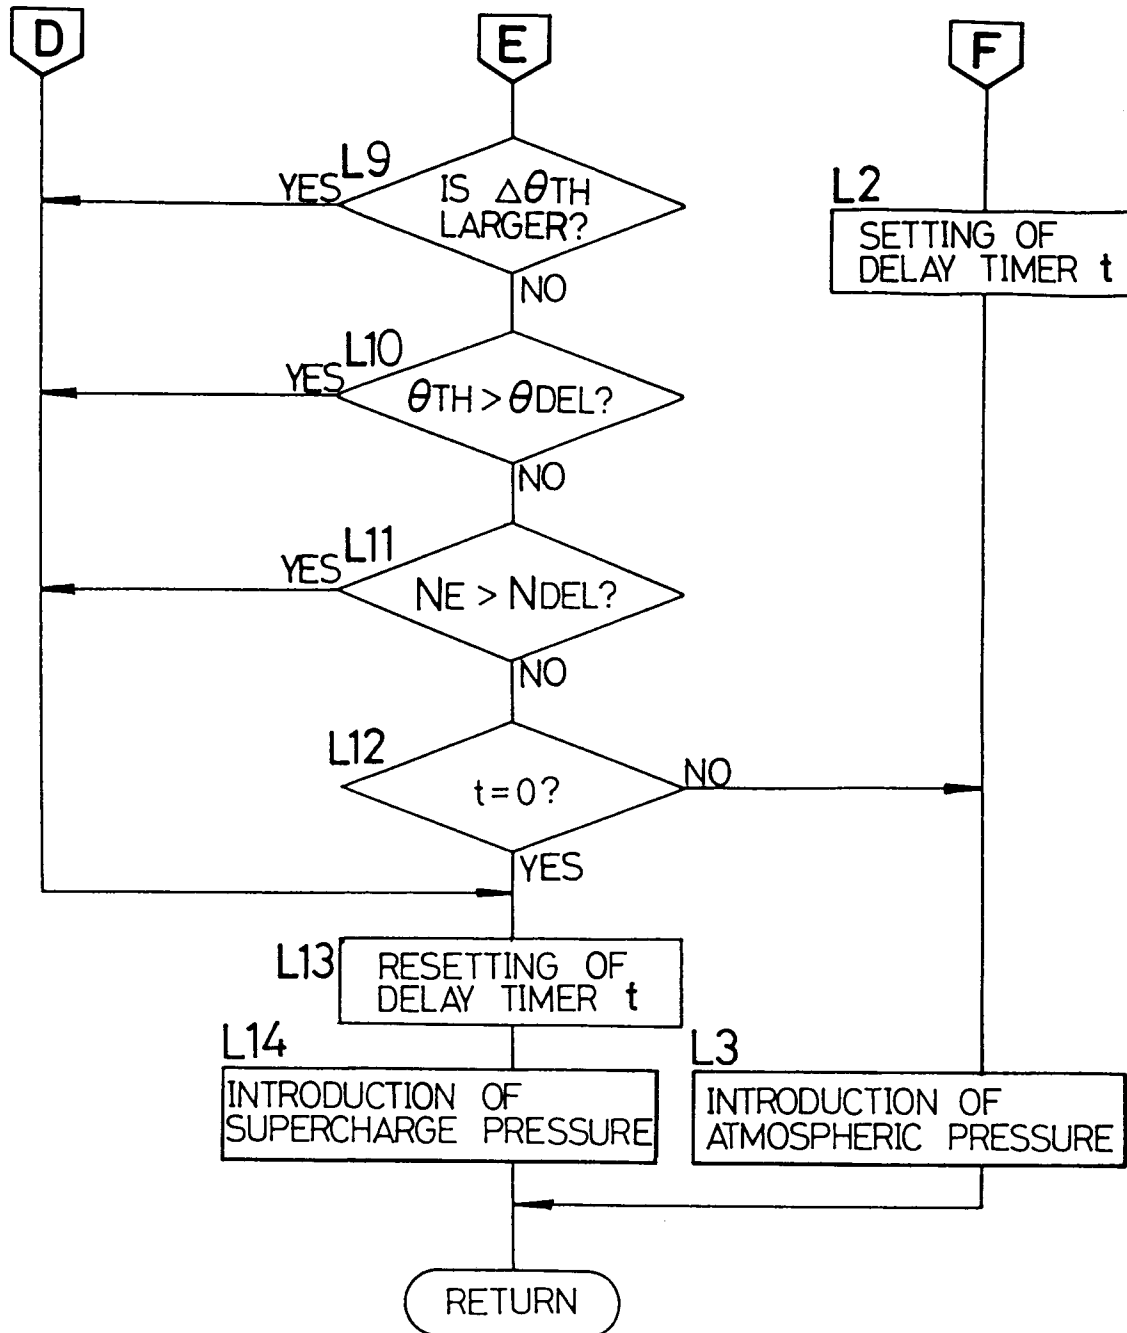 D
E
F
L9
YES
IS ΔθTH
LARGER?
NO
L2
SETTING OF
DELAY TIMER t
L10
YES
θTH > θDEL?
NO
L11
YES
NE > NDEL?
NO
L12
t=0?
NO
YES
L13
RESETTING OF
DELAY TIMER t
L14
INTRODUCTION OF
SUPERCHARGE PRESSURE
L3
INTRODUCTION OF
ATMOSPHERIC PRESSURE
RETURN